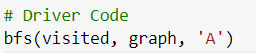 # Driver Code
bfs(visited, graph, 'A')